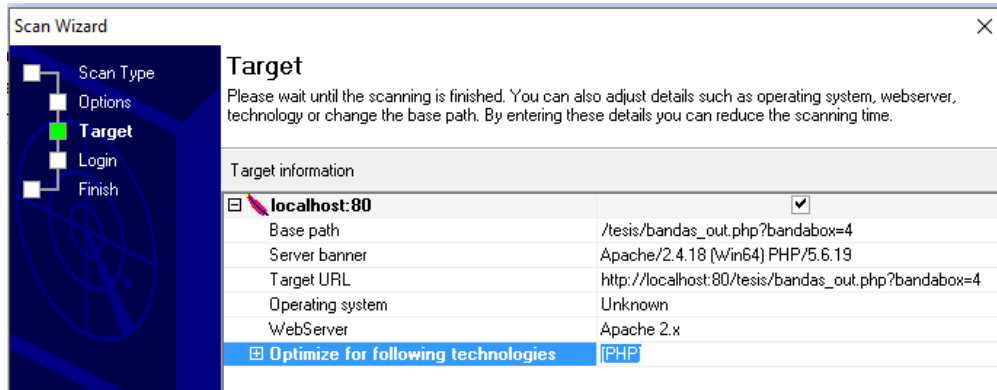 Scan Wizard
Scan Type
Options
Target
Login
Finish
Target
Please wait until the scanning is finished. You can also adjust details such as operating system, webserver,
technology or change the base path. By entering these details you can reduce the scanning time.
Target information
localhost:80
Base path /tesis/bandas_out.php?bandabox=4
Server banner Apache/2.4.18 (Win64) PHP/5.6.19
Target URL http://localhost:80/tesis/bandas_out.php?bandabox=4
Operating system Unknown
WebServer Apache 2.x
Optimize for following technologies [PHP]